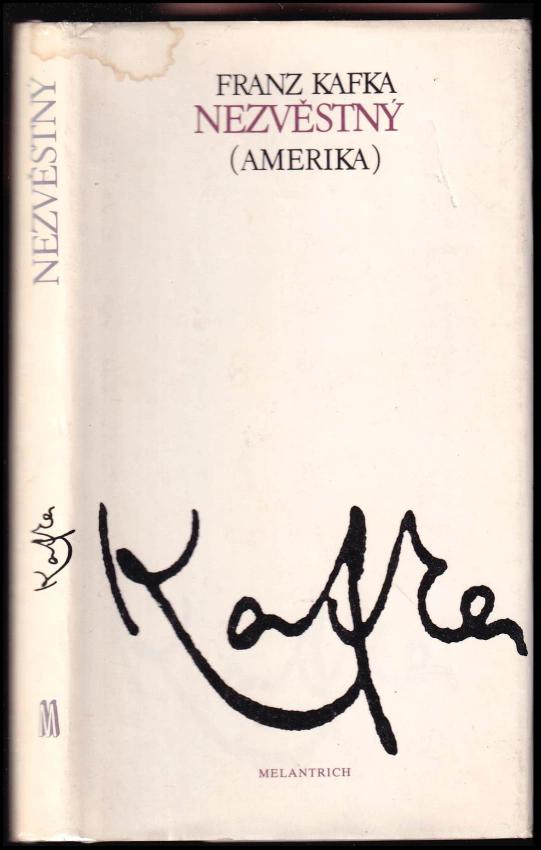 FRANZ KAFKA
NEZVĚSTNÝ
(AMERIKA)
Kafka
MELANTRICH
NEZVĚSTNÝ
Kafka
M